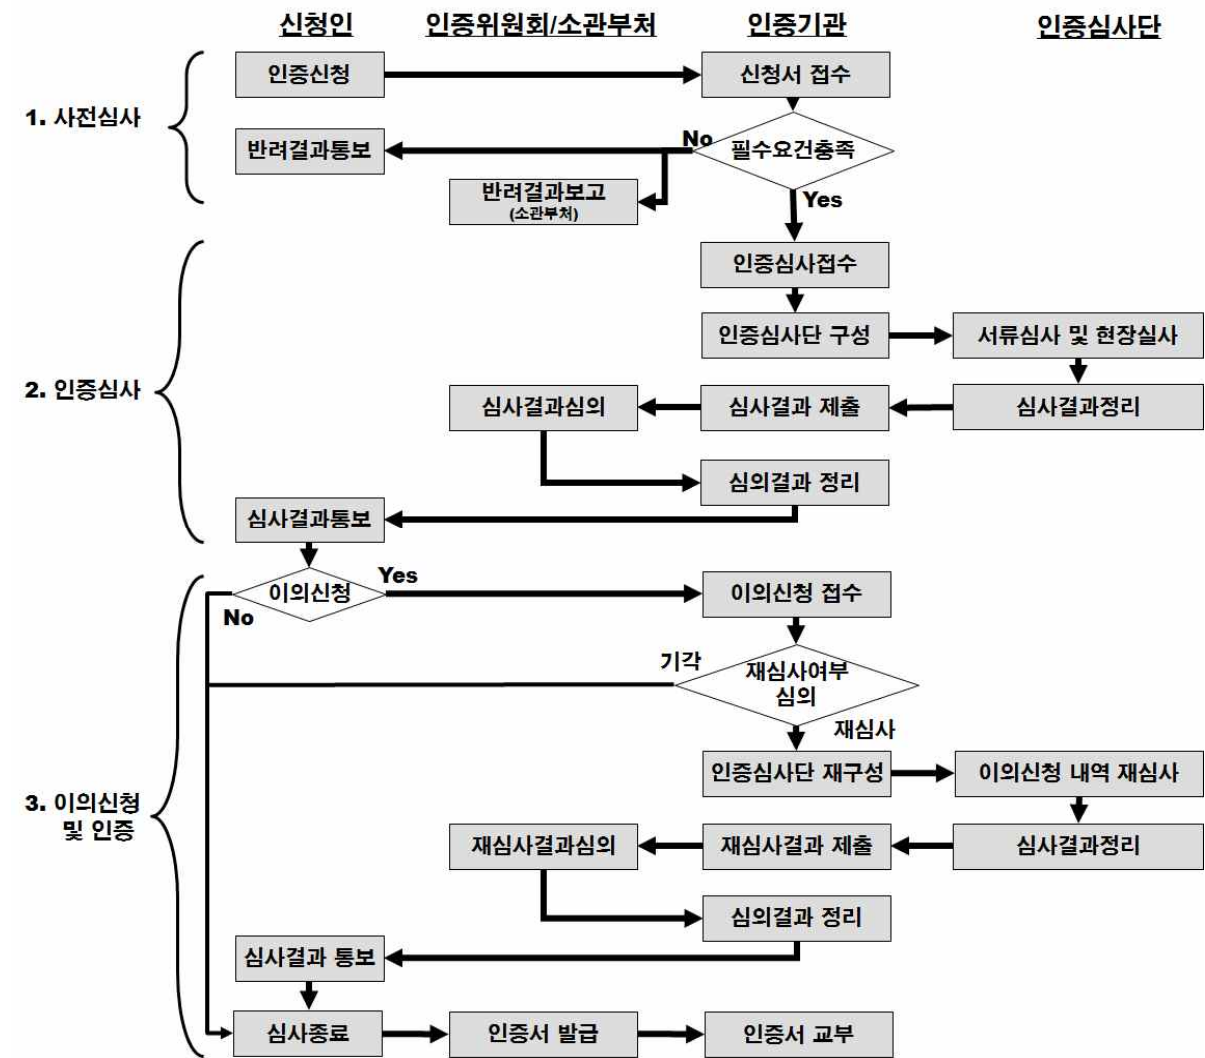 신청인
인증위원회/소관부처
인증기관
인증심사단
1. 사전심사
인증신청
신청서 접수
No
필수요건충족
반려결과통보
반려결과보고
(소관부처)
Yes
2. 인증심사
인증심사접수
인증심사단 구성
서류심사 및 현장실사
심사결과심의
심사결과 제출
심사결과정리
심의결과 정리
심사결과통보
3. 이의신청
및 인증
이의신청
Yes
No
이의신청 접수
기각
재심사여부
심의
재심사
인증심사단 재구성
이의신청 내역 재심사
재심사결과심의
재심사결과 제출
심사결과정리
심의결과 정리
심사결과 통보
심사종료
인증서 발급
인증서 교부